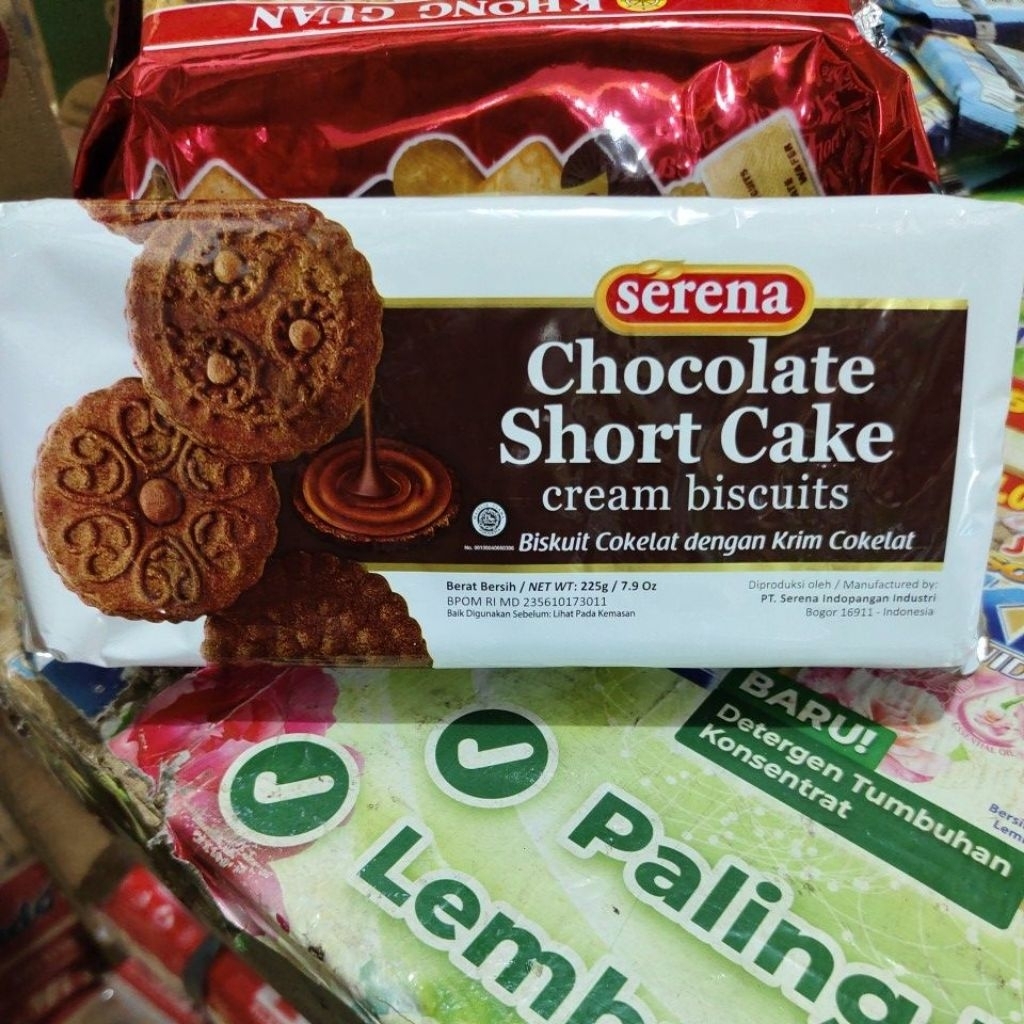 KHONG GUAN
WAFER
serena
Chocolate
Short Cake
cream biscuits
Biskuit Cokelat dengan Krim Cokelat
Berat Bersih / NET WT: 225g / 7.9 Oz
BPOM RI MD 235610173011
Baik Digunakan Sebelum: Lihat Pada Kemasan
Diproduksi oleh / Manufactured by:
PT. Serena Indopangan Industri
Bogor 16911 - Indonesia
BARU!
Detergen Tumbuhan
Konsentrat
Paling
Lemb